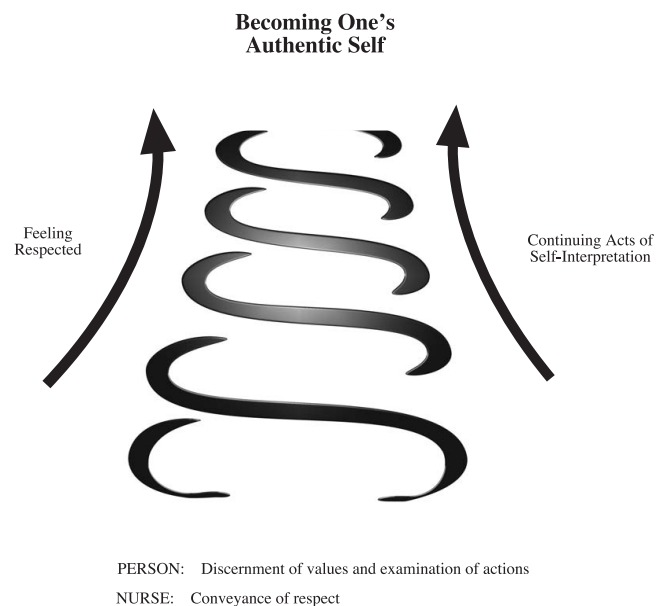 Becoming One's
Authentic Self
Feeling
Respected
Continuing Acts of
Self-Interpretation
PERSON: Discernment of values and examination of actions
NURSE: Conveyance of respect